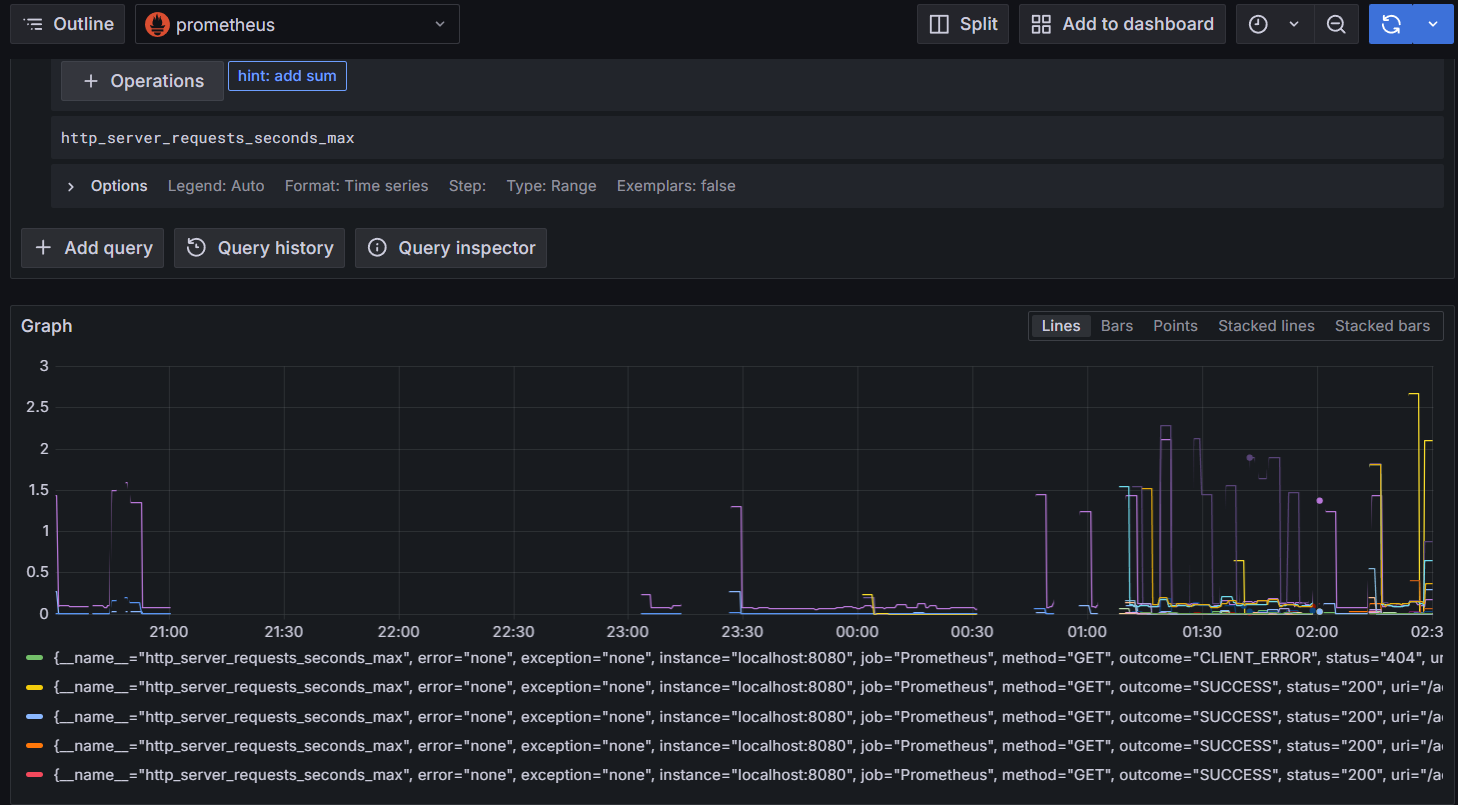 Outline prometheus Split Add to dashboard
Operations hint: add sum
http_server_requests_seconds_max
Options Legend: Auto Format: Time series Step: Type: Range Exemplars: false
Add query Query history Query inspector
Graph Lines Bars Points Stacked lines Stacked bars
3
2.5
2
1.5
1
0.5
0
21:00 21:30 22:00 22:30 23:00 23:30 00:00 00:30 01:00 01:30 02:00 02:3
{__name__="http_server_requests_seconds_max", error="none", exception="none", instance="localhost:8080", job="Prometheus", method="GET", outcome="CLIENT_ERROR", status="404", ur
{__name__="http_server_requests_seconds_max", error="none", exception="none", instance="localhost:8080", job="Prometheus", method="GET", outcome="SUCCESS", status="200", uri="/a
{__name__="http_server_requests_seconds_max", error="none", exception="none", instance="localhost:8080", job="Prometheus", method="GET", outcome="SUCCESS", status="200", uri="/a
{__name__="http_server_requests_seconds_max", error="none", exception="none", instance="localhost:8080", job="Prometheus", method="GET", outcome="SUCCESS", status="200", uri="/a
{__name__="http_server_requests_seconds_max", error="none", exception="none", instance="localhost:8080", job="Prometheus", method="GET", outcome="SUCCESS", status="200", uri="/a